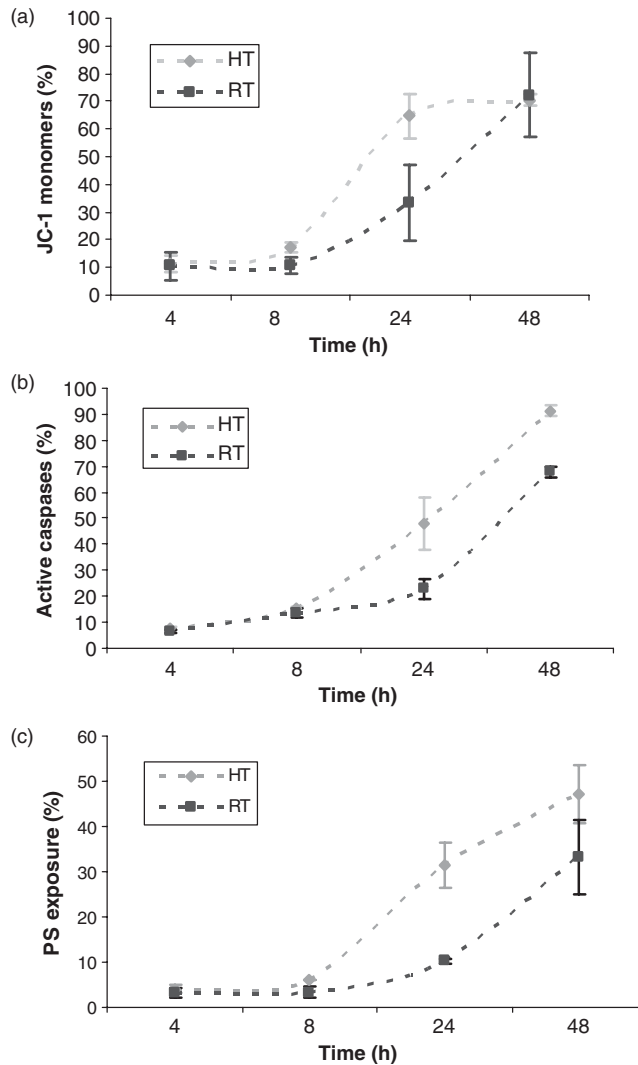 (a)
HT
RT
JC-1 monomers (%)
100
90
80
70
60
50
40
30
20
10
0
4 8 24 48
Time (h)
(b)
HT
RT
Active caspases (%)
100
90
80
70
60
50
40
30
20
10
0
4 8 24 48
Time (h)
(c)
HT
RT
PS exposure (%)
60
50
40
30
20
10
0
4 8 24 48
Time (h)